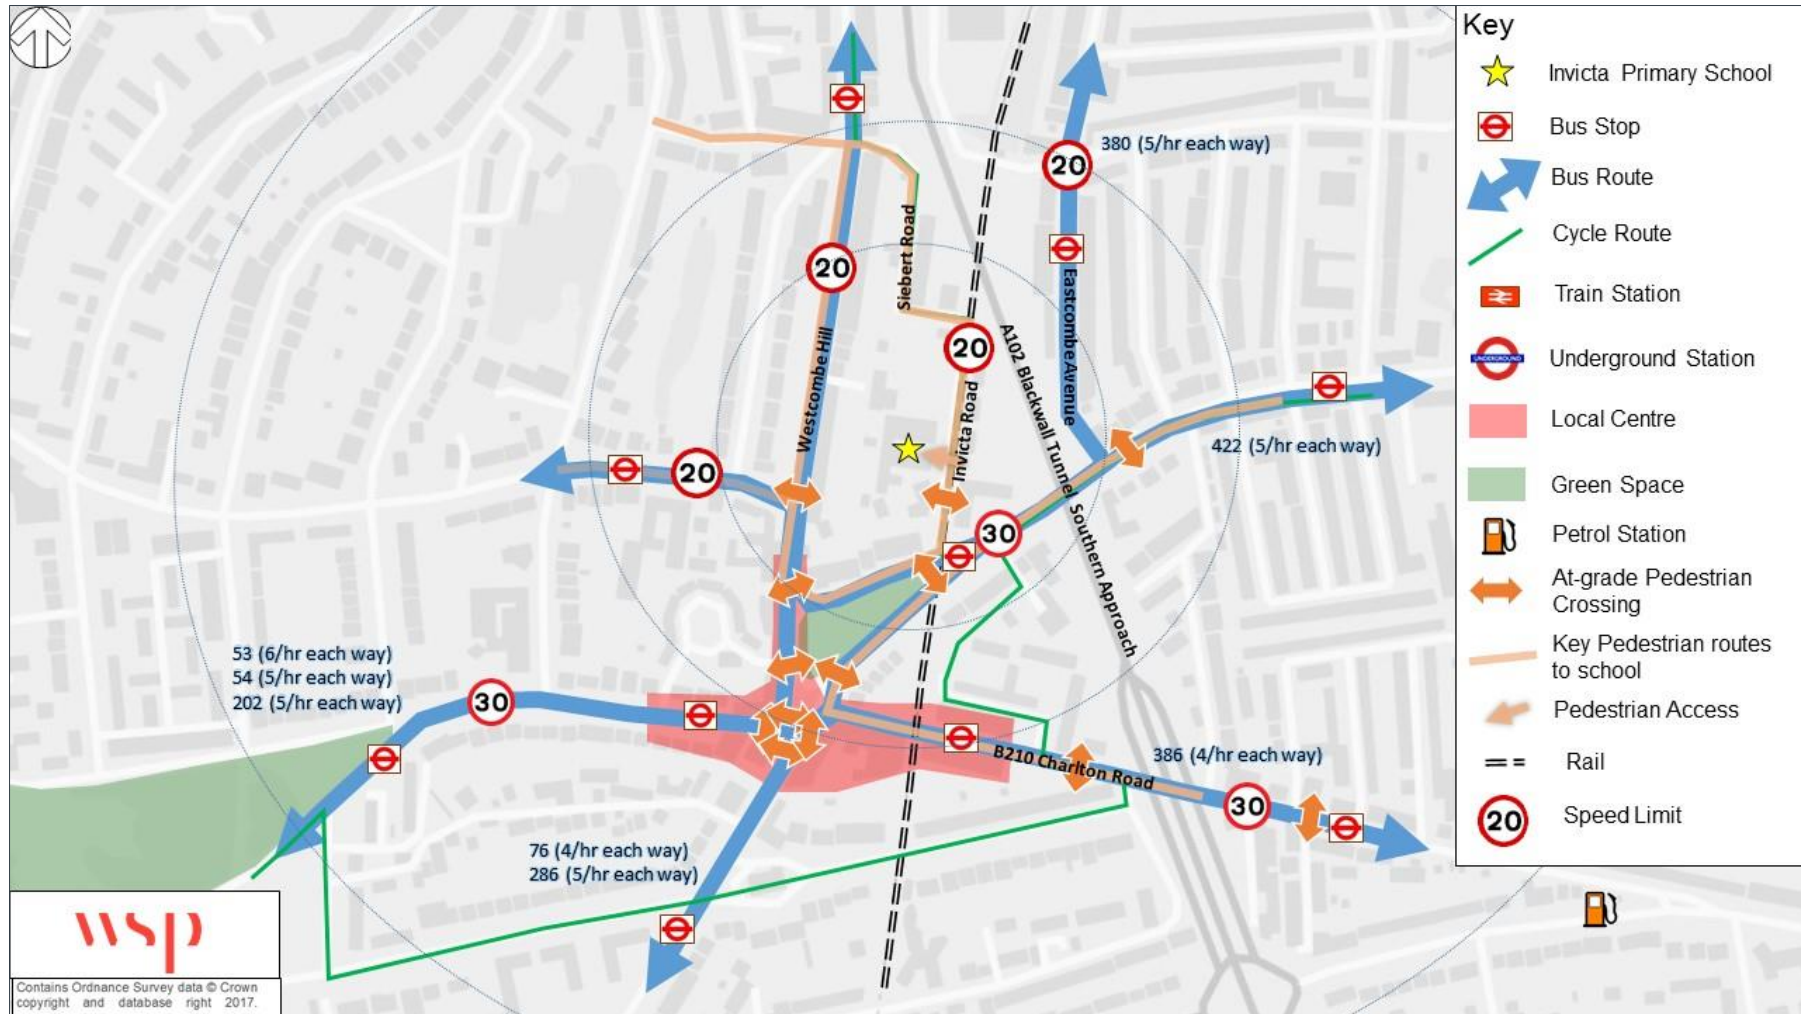 Key
Invicta Primary School
Bus Stop
Bus Route
Cycle Route
Train Station
UNDERGROUND
Underground Station
Local Centre
Green Space
Petrol Station
At-grade Pedestrian
Crossing
Key Pedestrian routes
to school
Pedestrian Access
Rail
20
Speed Limit
380 (5/hr each way)
20
20
Siebert Road
Eastcombe Avenue
20
Westcombe Hill
A102 Blackwall Tunnel Southern Approach
Invicta Road
422 (5/hr each way)
20
30
53 (6/hr each way)
54 (5/hr each way)
202 (5/hr each way)
30
B210 Charlton Road
386 (4/hr each way)
30
76 (4/hr each way)
286 (5/hr each way)
wsp
Contains Ordnance Survey data © Crown
copyright and database right 2017.